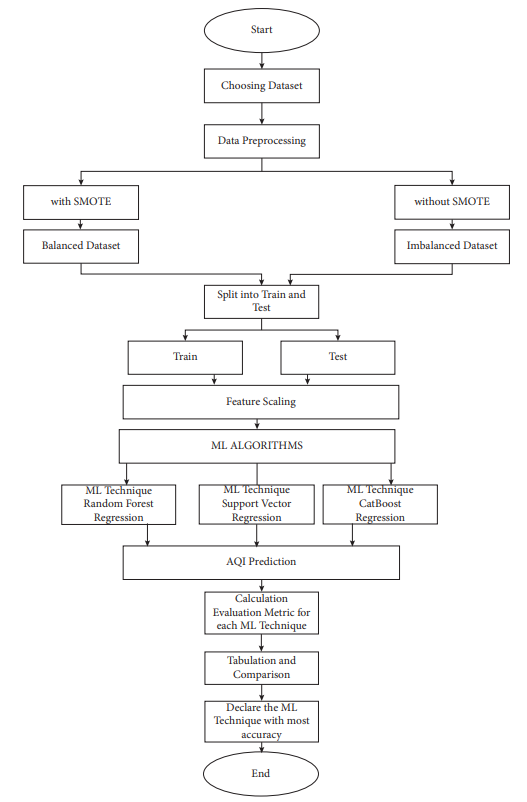 Start
Choosing Dataset
Data Preprocessing
with SMOTE
without SMOTE
Balanced Dataset
Imbalanced Dataset
Split into Train and
Test
Train
Test
Feature Scaling
ML ALGORITHMS
ML Technique
Random Forest
Regression
ML Technique
Support Vector
Regression
ML Technique
CatBoost
Regression
AQI Prediction
Calculation
Evaluation Metric for
each ML Technique
Tabulation and
Comparison
Declare the ML
Technique with most
accuracy
End